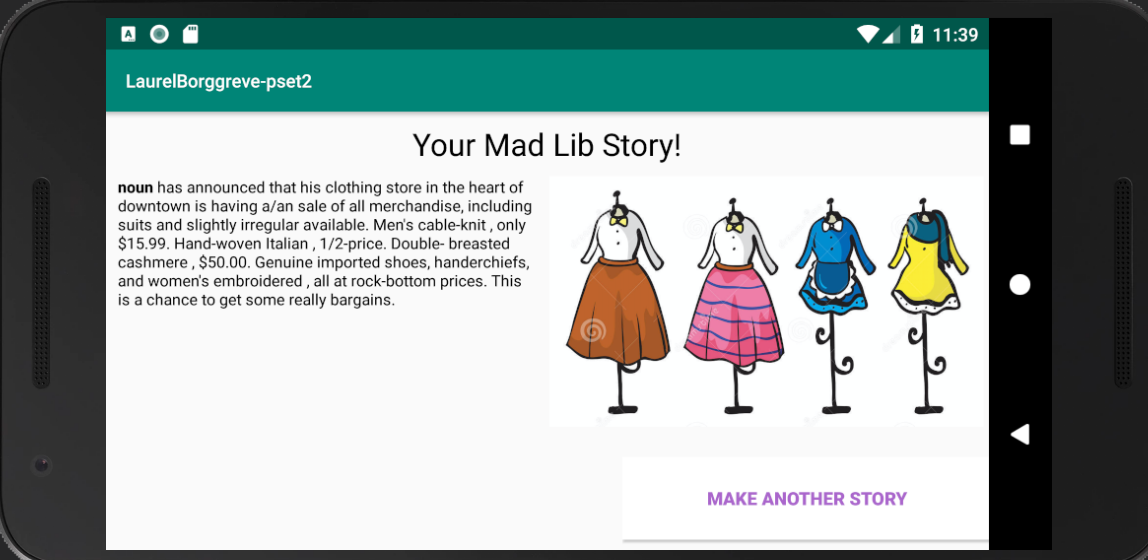 11:39
LaurelBorggreve-pset2
Your Mad Lib Story!
noun has announced that his clothing store in the heart of
downtown is having a/an sale of all merchandise, including
suits and slightly irregular available. Men's cable-knit , only
$15.99. Hand-woven Italian , 1/2-price. Double- breasted
cashmere , $50.00. Genuine imported shoes, handerchiefs,
and women's embroidered , all at rock-bottom prices. This
is a chance to get some really bargains.
MAKE ANOTHER STORY